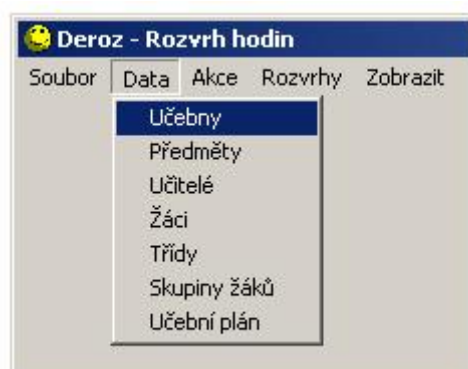 Deroz - Rozvrh hodin
Soubor Data Akce Rozvrhy Zobrazit
Učebny
Předměty
Učitelé
Žáci
Třídy
Skupiny žáků
Učební plán